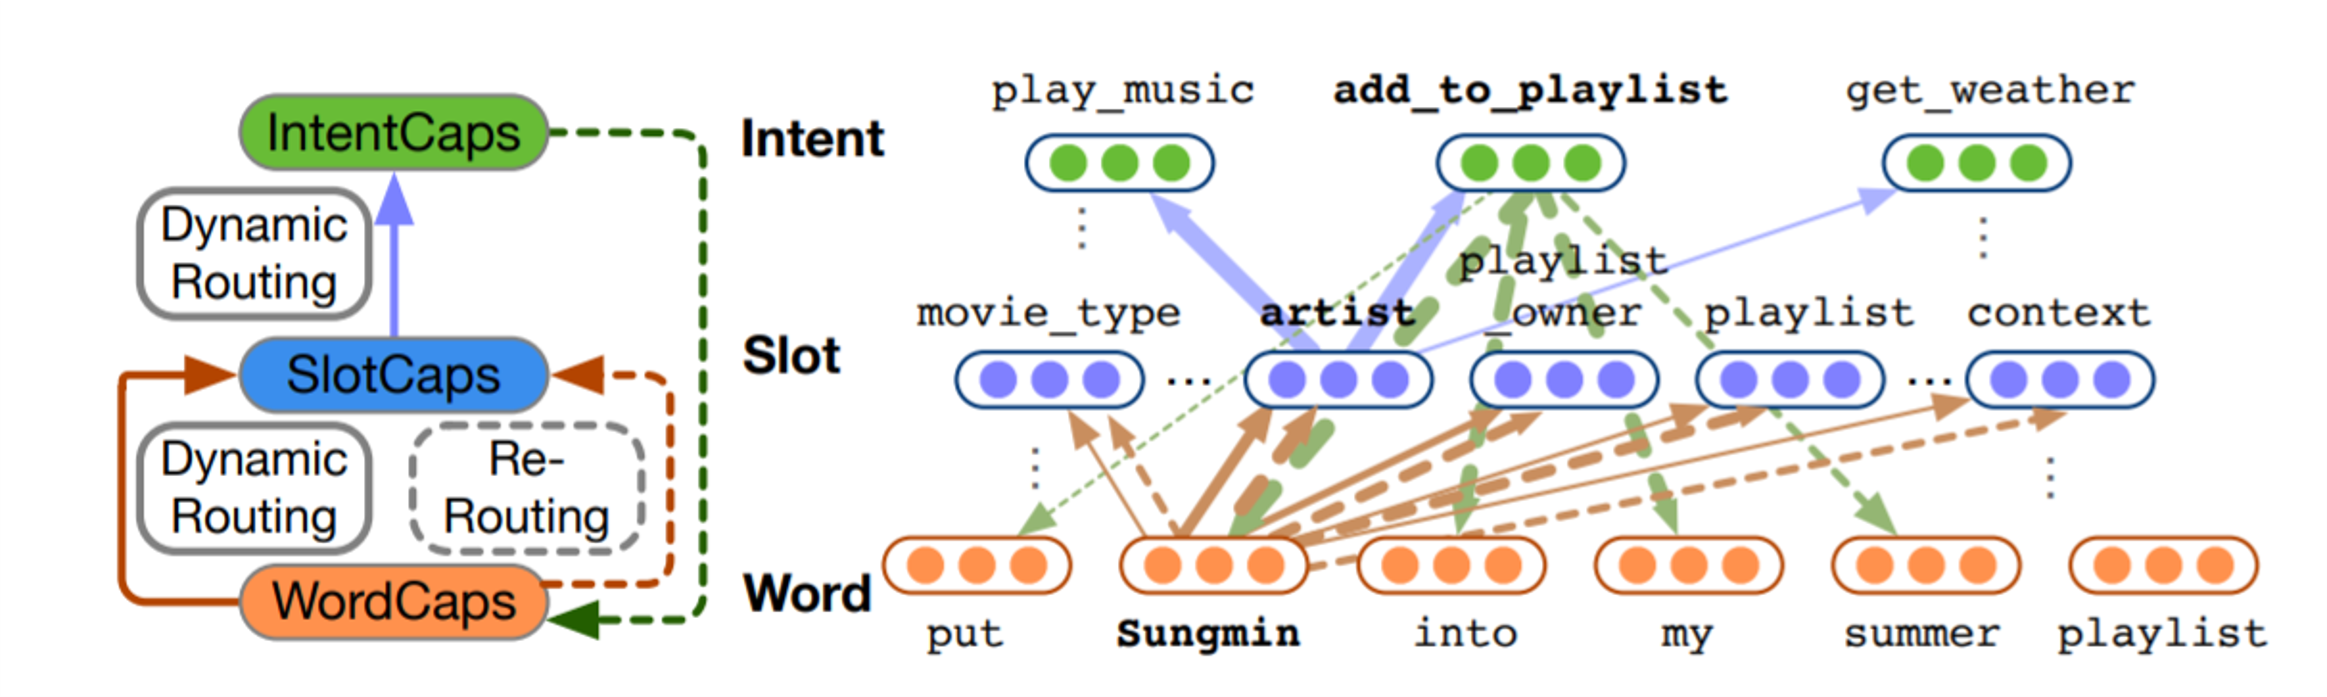 IntentCaps
Dynamic
Routing
SlotCaps
Dynamic
Routing
Re-
Routing
WordCaps
Intent
play_music
add_to_playlist
get_weather
Slot
movie_type
artist
playlist
_owner
playlist
context
Word
put
Sungmin
into
my
summer
playlist